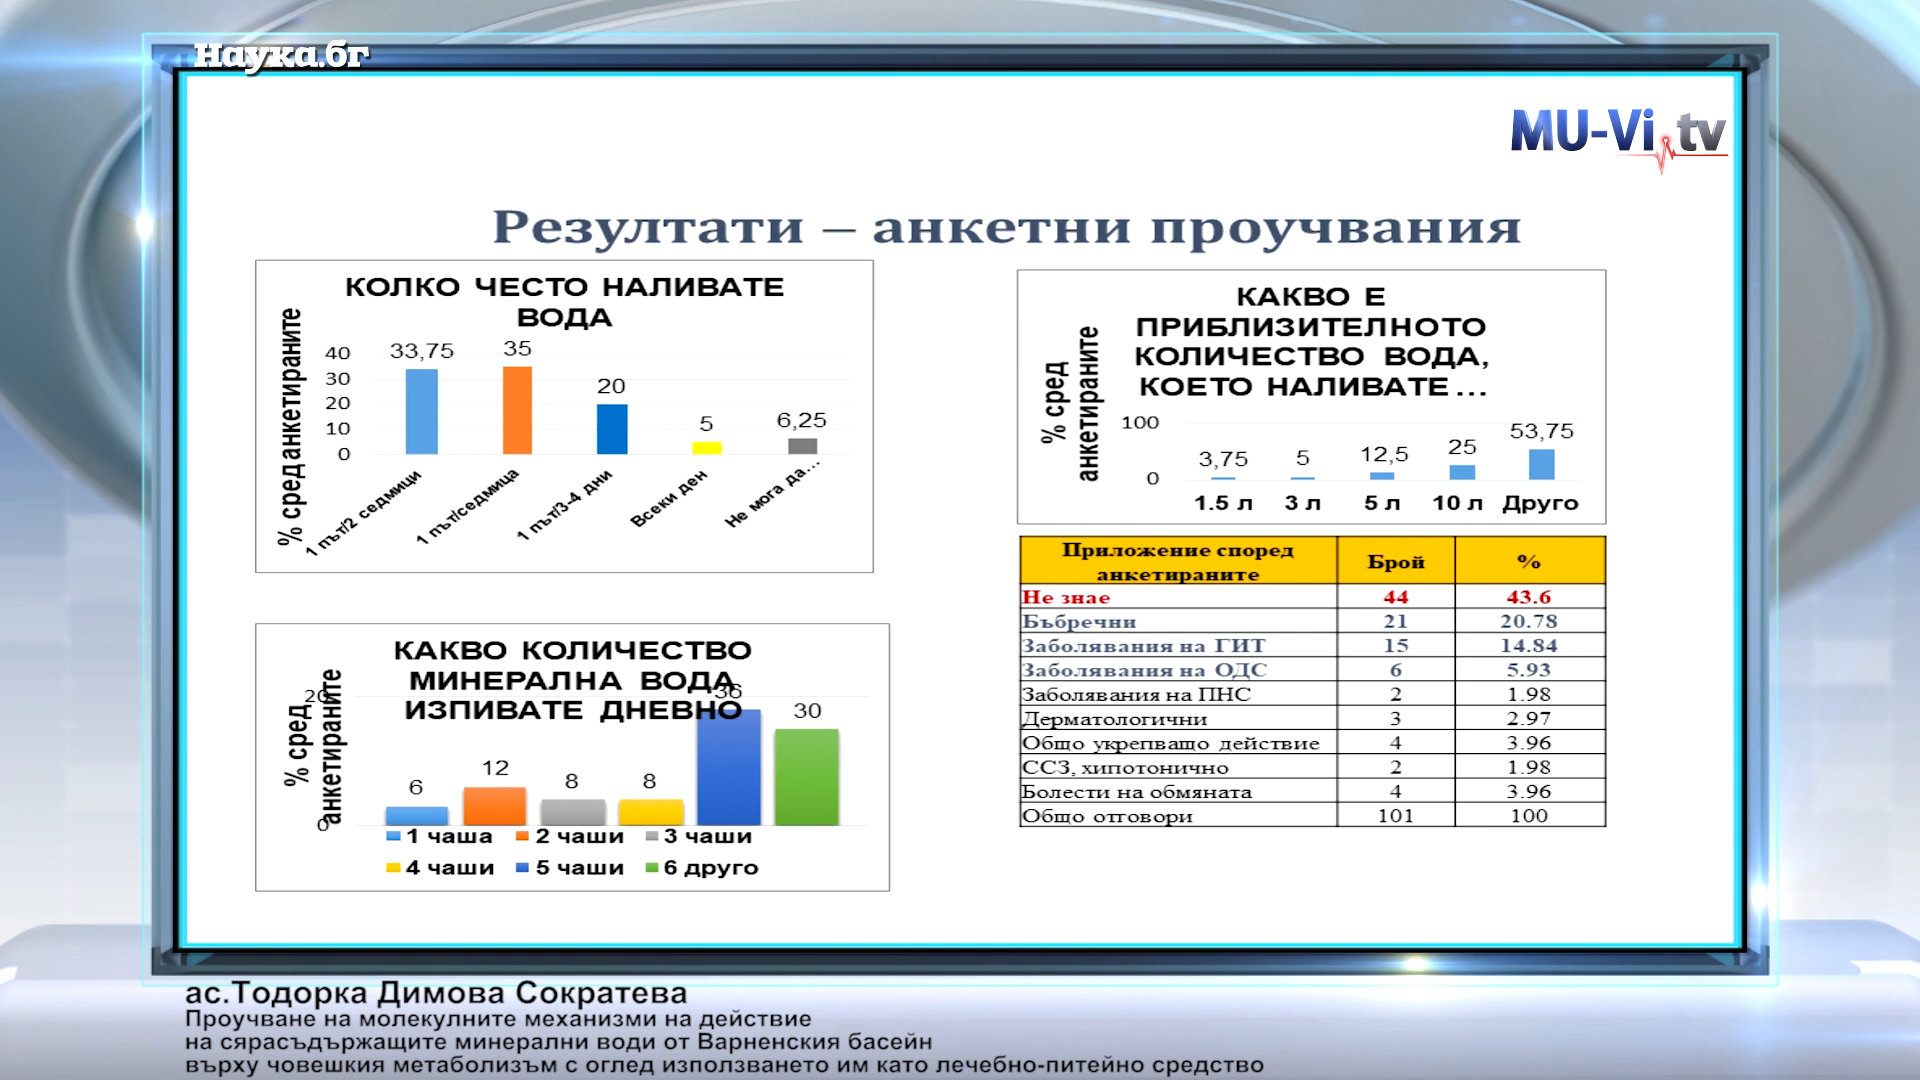 Наука.бг
MU-Vi.tv
Резултати – анкетни проучвания
КОЛКО ЧЕСТО НАЛИВАТЕ
ВОДА
% сред анкетираните
40
30
20
10
0
33,75
35
20
5
6,25
1 път/2 седмици
1 път/седмица
1 път/3-4 дни
Всеки ден
Не мога да...
КАКВО Е
ПРИБЛИЗИТЕЛНОТО
КОЛИЧЕСТВО ВОДА,
КОЕТО НАЛИВАТЕ...
% сред
анкетираните
100
0
3,75
5
12,5
25
53,75
1.5 л 3 л 5 л 10 л Друго
КАКВО КОЛИЧЕСТВО
МИНЕРАЛНА ВОДА
ИЗПИВАТЕ ДНЕВНО
% сред
анкетираните
20
0
6
12
8
8
36
30
1 чаша 2 чаши 3 чаши
4 чаши 5 чаши 6 друго
Приложение според
анкетираните Брой %
Не знае 44 43.6
Бъбречни 21 20.78
Заболявания на ГИТ 15 14.84
Заболявания на ОДС 6 5.93
Заболявания на ПНС 2 1.98
Дерматологични 3 2.97
Общо укрепващо действие 4 3.96
ССЗ, хипотонично 2 1.98
Болести на обмяната 4 3.96
Общо отговори 101 100
ас.Тодорка Димова Сократева
Проучване на молекулните механизми на действие
на сярасъдържащите минерални води от Варненския басейн
върху човешкия метаболизъм с оглед използването им като лечебно-питейно средство